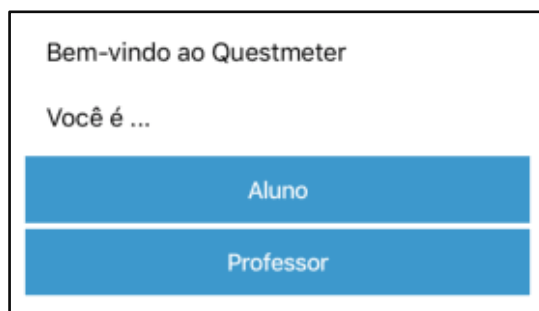 Bem-vindo ao Questmeter
Você é ...
Aluno
Professor